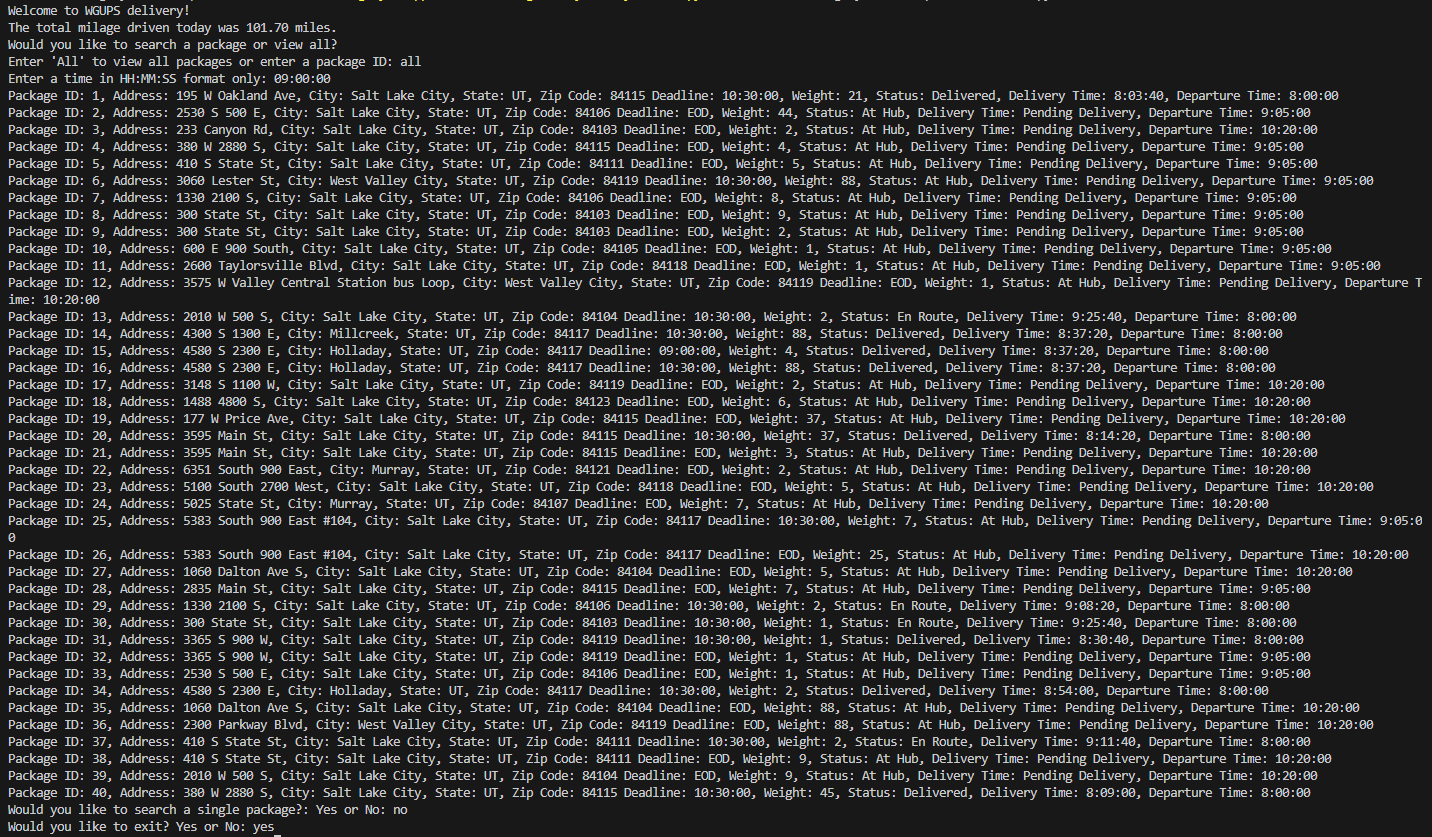 Welcome to WGUPS delivery!
The total milage driven today was 101.70 miles.
Would you like to search a package or view all?
Enter 'All' to view all packages or enter a package ID: all
Enter a time in HH:MM:SS format only: 09:00:00
Package ID: 1, Address: 195 W Oakland Ave, City: Salt Lake City, State: UT, Zip Code: 84115 Deadline: 10:30:00, Weight: 21, Status: Delivered, Delivery Time: 8:03:40, Departure Time: 8:00:00
Package ID: 2, Address: 2530 S 500 E, City: Salt Lake City, State: UT, Zip Code: 84106 Deadline: EOD, Weight: 44, Status: At Hub, Delivery Time: Pending Delivery, Departure Time: 9:05:00
Package ID: 3, Address: 233 Canyon Rd, City: Salt Lake City, State: UT, Zip Code: 84103 Deadline: EOD, Weight: 2, Status: At Hub, Delivery Time: Pending Delivery, Departure Time: 10:20:00
Package ID: 4, Address: 380 W 2880 S, City: Salt Lake City, State: UT, Zip Code: 84115 Deadline: EOD, Weight: 4, Status: At Hub, Delivery Time: Pending Delivery, Departure Time: 9:05:00
Package ID: 5, Address: 410 S State St, City: Salt Lake City, State: UT, Zip Code: 84111 Deadline: EOD, Weight: 5, Status: At Hub, Delivery Time: Pending Delivery, Departure Time: 9:05:00
Package ID: 6, Address: 3060 Lester St, City: West Valley City, State: UT, Zip Code: 84119 Deadline: 10:30:00, Weight: 88, Status: At Hub, Delivery Time: Pending Delivery, Departure Time: 9:05:00
Package ID: 7, Address: 1330 2100 S, City: Salt Lake City, State: UT, Zip Code: 84106 Deadline: EOD, Weight: 8, Status: At Hub, Delivery Time: Pending Delivery, Departure Time: 9:05:00
Package ID: 8, Address: 300 State St, City: Salt Lake City, State: UT, Zip Code: 84103 Deadline: EOD, Weight: 9, Status: At Hub, Delivery Time: Pending Delivery, Departure Time: 9:05:00
Package ID: 9, Address: 300 State St, City: Salt Lake City, State: UT, Zip Code: 84103 Deadline: EOD, Weight: 2, Status: At Hub, Delivery Time: Pending Delivery, Departure Time: 9:05:00
Package ID: 10, Address: 600 E 900 South, City: Salt Lake City, State: UT, Zip Code: 84105 Deadline: EOD, Weight: 1, Status: At Hub, Delivery Time: Pending Delivery, Departure Time: 9:05:00
Package ID: 11, Address: 2600 Taylorsville Blvd, City: Salt Lake City, State: UT, Zip Code: 84118 Deadline: EOD, Weight: 1, Status: At Hub, Delivery Time: Pending Delivery, Departure Time: 9:05:00
Package ID: 12, Address: 3575 W Valley Central Station bus Loop, City: West Valley City, State: UT, Zip Code: 84119 Deadline: EOD, Weight: 1, Status: At Hub, Delivery Time: Pending Delivery, Departure T
ime: 10:20:00
Package ID: 13, Address: 2010 W 500 S, City: Salt Lake City, State: UT, Zip Code: 84104 Deadline: 10:30:00, Weight: 2, Status: En Route, Delivery Time: 9:25:40, Departure Time: 8:00:00
Package ID: 14, Address: 4300 S 1300 E, City: Millcreek, State: UT, Zip Code: 84117 Deadline: 10:30:00, Weight: 88, Status: Delivered, Delivery Time: 8:37:20, Departure Time: 8:00:00
Package ID: 15, Address: 4580 S 2300 E, City: Holladay, State: UT, Zip Code: 84117 Deadline: 09:00:00, Weight: 4, Status: Delivered, Delivery Time: 8:37:20, Departure Time: 8:00:00
Package ID: 16, Address: 4580 S 2300 E, City: Holladay, State: UT, Zip Code: 84117 Deadline: 10:30:00, Weight: 88, Status: Delivered, Delivery Time: 8:37:20, Departure Time: 8:00:00
Package ID: 17, Address: 3148 S 1100 W, City: Salt Lake City, State: UT, Zip Code: 84119 Deadline: EOD, Weight: 2, Status: At Hub, Delivery Time: Pending Delivery, Departure Time: 10:20:00
Package ID: 18, Address: 1488 4800 S, City: Salt Lake City, State: UT, Zip Code: 84123 Deadline: EOD, Weight: 6, Status: At Hub, Delivery Time: Pending Delivery, Departure Time: 10:20:00
Package ID: 19, Address: 177 W Price Ave, City: Salt Lake City, State: UT, Zip Code: 84115 Deadline: EOD, Weight: 37, Status: At Hub, Delivery Time: Pending Delivery, Departure Time: 10:20:00
Package ID: 20, Address: 3595 Main St, City: Salt Lake City, State: UT, Zip Code: 84115 Deadline: 10:30:00, Weight: 37, Status: Delivered, Delivery Time: 8:14:20, Departure Time: 8:00:00
Package ID: 21, Address: 3595 Main St, City: Salt Lake City, State: UT, Zip Code: 84115 Deadline: EOD, Weight: 3, Status: At Hub, Delivery Time: Pending Delivery, Departure Time: 10:20:00
Package ID: 22, Address: 6351 South 900 East, City: Murray, State: UT, Zip Code: 84121 Deadline: EOD, Weight: 2, Status: At Hub, Delivery Time: Pending Delivery, Departure Time: 10:20:00
Package ID: 23, Address: 5100 South 2700 West, City: Salt Lake City, State: UT, Zip Code: 84118 Deadline: EOD, Weight: 5, Status: At Hub, Delivery Time: Pending Delivery, Departure Time: 10:20:00
Package ID: 24, Address: 5025 State St, City: Murray, State: UT, Zip Code: 84107 Deadline: EOD, Weight: 7, Status: At Hub, Delivery Time: Pending Delivery, Departure Time: 10:20:00
Package ID: 25, Address: 5383 South 900 East #104, City: Salt Lake City, State: UT, Zip Code: 84117 Deadline: 10:30:00, Weight: 7, Status: At Hub, Delivery Time: Pending Delivery, Departure Time: 9:05:0
0
Package ID: 26, Address: 5383 South 900 East #104, City: Salt Lake City, State: UT, Zip Code: 84117 Deadline: EOD, Weight: 25, Status: At Hub, Delivery Time: Pending Delivery, Departure Time: 10:20:00
Package ID: 27, Address: 1060 Dalton Ave S, City: Salt Lake City, State: UT, Zip Code: 84104 Deadline: EOD, Weight: 5, Status: At Hub, Delivery Time: Pending Delivery, Departure Time: 10:20:00
Package ID: 28, Address: 2835 Main St, City: Salt Lake City, State: UT, Zip Code: 84115 Deadline: EOD, Weight: 7, Status: At Hub, Delivery Time: Pending Delivery, Departure Time: 9:05:00
Package ID: 29, Address: 1330 2100 S, City: Salt Lake City, State: UT, Zip Code: 84106 Deadline: 10:30:00, Weight: 2, Status: En Route, Delivery Time: 9:08:20, Departure Time: 8:00:00
Package ID: 30, Address: 300 State St, City: Salt Lake City, State: UT, Zip Code: 84103 Deadline: 10:30:00, Weight: 1, Status: En Route, Delivery Time: 9:25:40, Departure Time: 8:00:00
Package ID: 31, Address: 3365 S 900 W, City: Salt Lake City, State: UT, Zip Code: 84119 Deadline: 10:30:00, Weight: 1, Status: Delivered, Delivery Time: 8:30:40, Departure Time: 8:00:00
Package ID: 32, Address: 3365 S 900 W, City: Salt Lake City, State: UT, Zip Code: 84119 Deadline: EOD, Weight: 1, Status: At Hub, Delivery Time: Pending Delivery, Departure Time: 9:05:00
Package ID: 33, Address: 2530 S 500 E, City: Salt Lake City, State: UT, Zip Code: 84106 Deadline: EOD, Weight: 1, Status: At Hub, Delivery Time: Pending Delivery, Departure Time: 9:05:00
Package ID: 34, Address: 4580 S 2300 E, City: Holladay, State: UT, Zip Code: 84117 Deadline: 10:30:00, Weight: 2, Status: Delivered, Delivery Time: 8:54:00, Departure Time: 8:00:00
Package ID: 35, Address: 1060 Dalton Ave S, City: Salt Lake City, State: UT, Zip Code: 84104 Deadline: EOD, Weight: 88, Status: At Hub, Delivery Time: Pending Delivery, Departure Time: 10:20:00
Package ID: 36, Address: 2300 Parkway Blvd, City: West Valley City, State: UT, Zip Code: 84119 Deadline: EOD, Weight: 88, Status: At Hub, Delivery Time: Pending Delivery, Departure Time: 10:20:00
Package ID: 37, Address: 410 S State St, City: Salt Lake City, State: UT, Zip Code: 84111 Deadline: 10:30:00, Weight: 2, Status: En Route, Delivery Time: 9:11:40, Departure Time: 8:00:00
Package ID: 38, Address: 410 S State St, City: Salt Lake City, State: UT, Zip Code: 84111 Deadline: EOD, Weight: 9, Status: At Hub, Delivery Time: Pending Delivery, Departure Time: 10:20:00
Package ID: 39, Address: 2010 W 500 S, City: Salt Lake City, State: UT, Zip Code: 84104 Deadline: EOD, Weight: 9, Status: At Hub, Delivery Time: Pending Delivery, Departure Time: 10:20:00
Package ID: 40, Address: 380 W 2880 S, City: Salt Lake City, State: UT, Zip Code: 84115 Deadline: 10:30:00, Weight: 45, Status: Delivered, Delivery Time: 8:09:00, Departure Time: 8:00:00
Would you like to search a single package?: Yes or No: no
Would you like to exit? Yes or No: yes